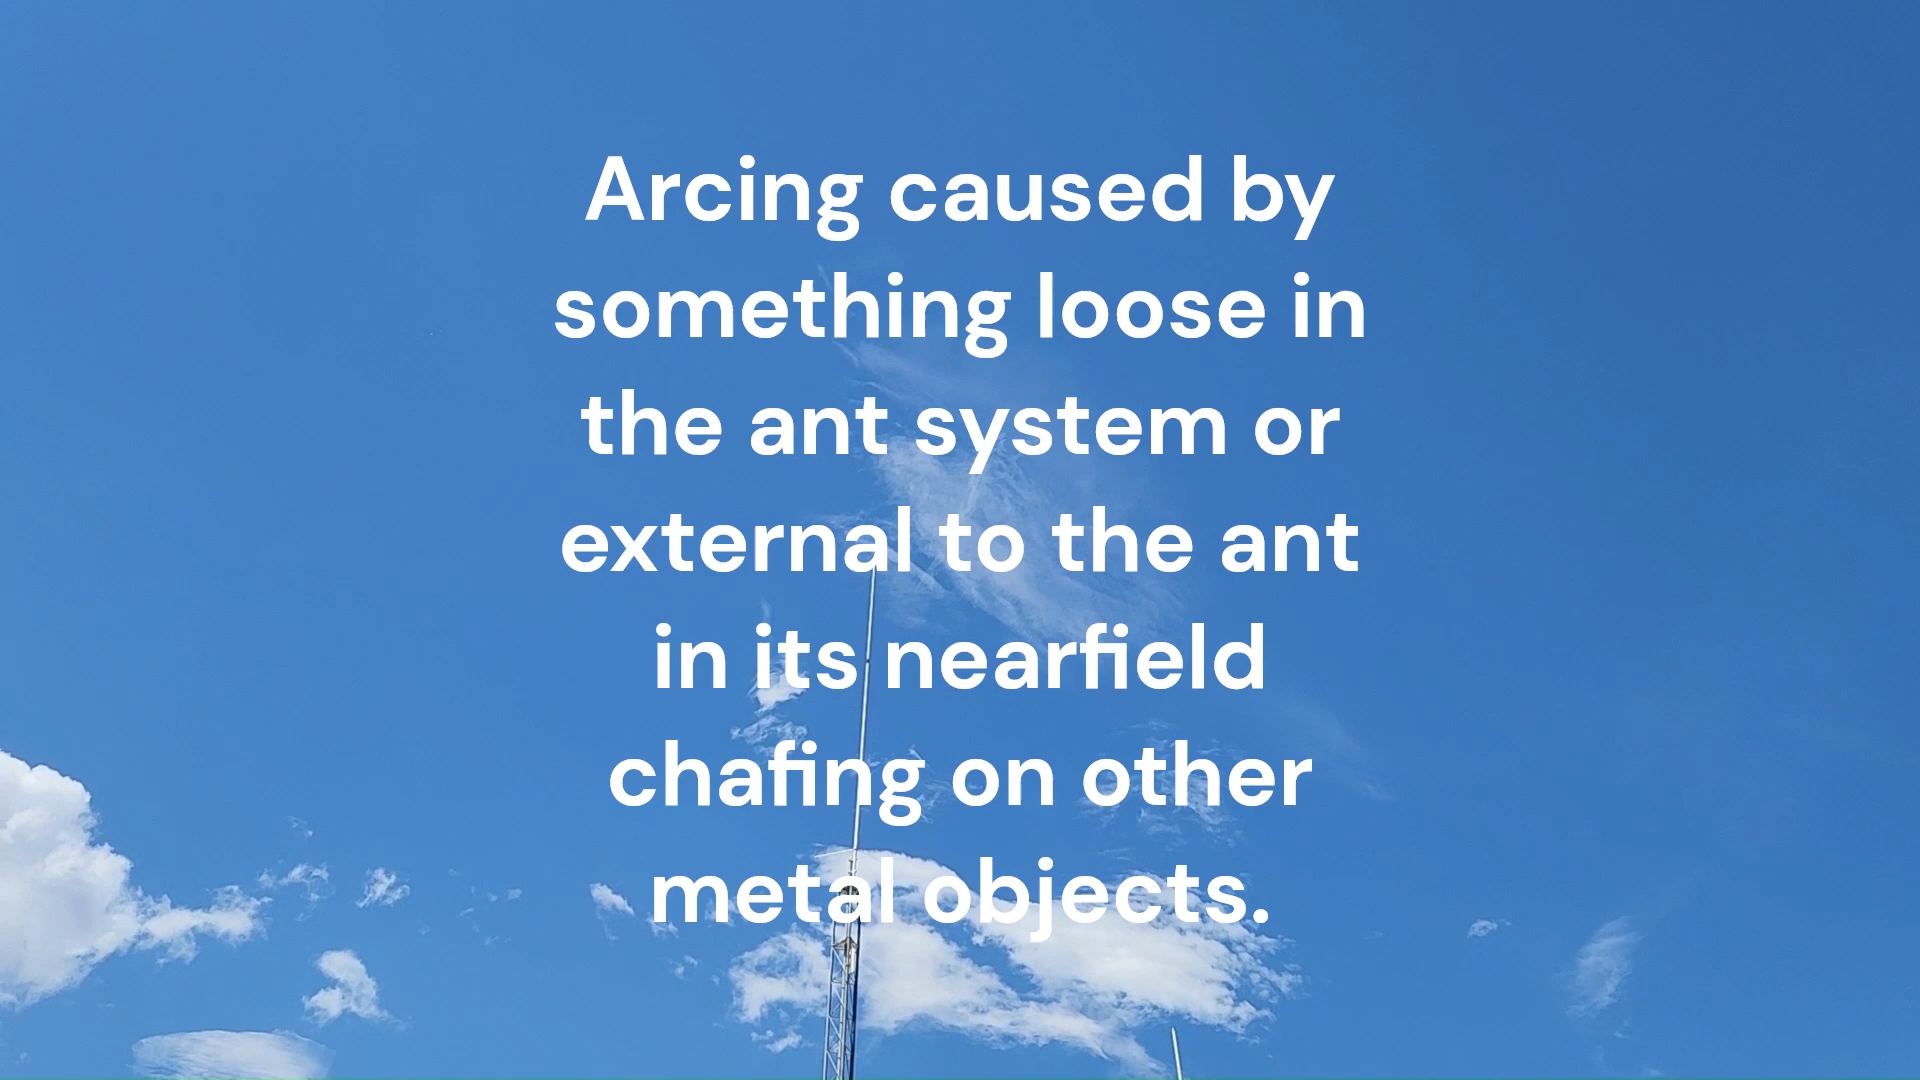 Arcing caused by
something loose in
the ant system or
external to the ant
in its nearfield
chafing on other
metal objects.